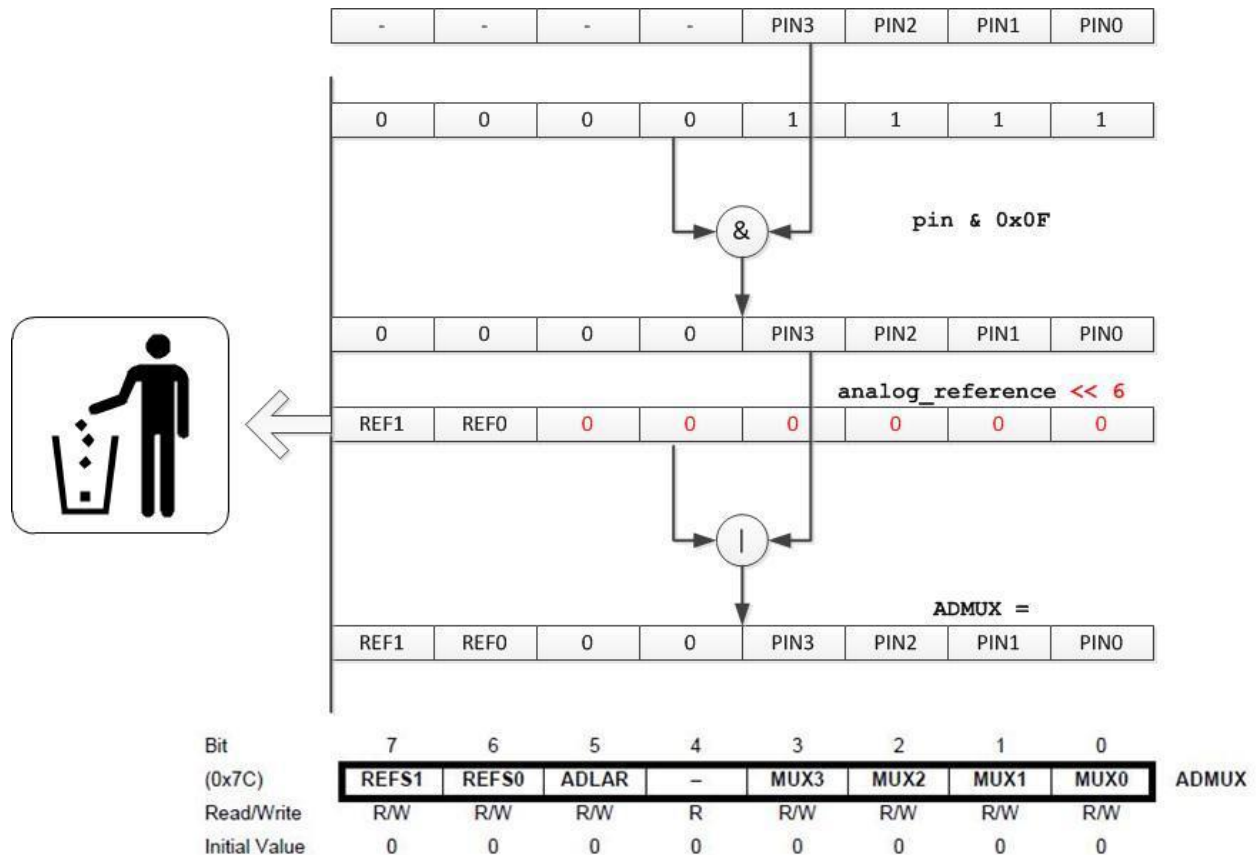 - - - - PIN3 PIN2 PIN1 PIN0
0 0 0 0 1 1 1 1
& pin & 0x0F
0 0 0 0 PIN3 PIN2 PIN1 PIN0
analog_reference << 6
REF1 REF0 0 0 0 0 0 0
|
ADMUX =
REF1 REF0 0 0 PIN3 PIN2 PIN1 PIN0
Bit 7 6 5 4 3 2 1 0
(0x7C) REFS1 REFS0 ADLAR – MUX3 MUX2 MUX1 MUX0 ADMUX
Read/Write R/W R/W R/W R R/W R/W R/W R/W
Initial Value 0 0 0 0 0 0 0 0